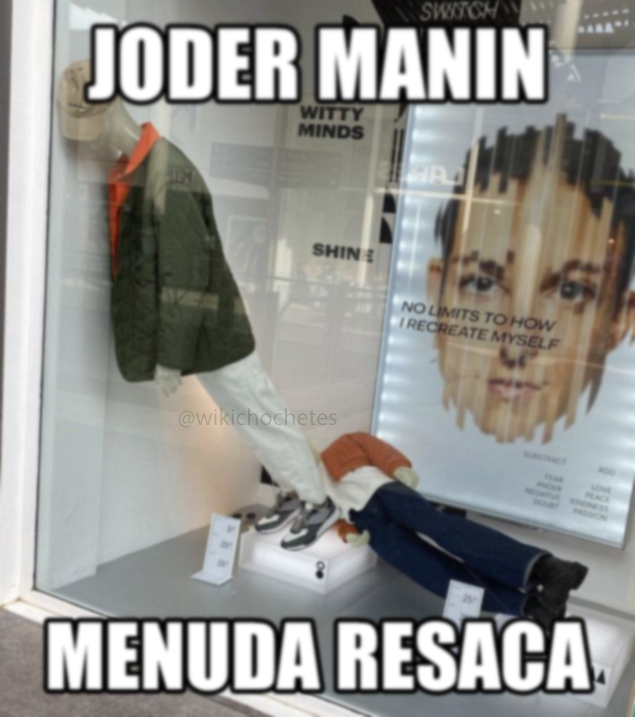 SWITCH
JODER MANIN
WITTY
MINDS
SHINE
NO LIMITS TO HOW
I RECREATE MYSELF
@wikichochetes
SUBSTRACT ADD
FEAR LOVE
ANGER PEACE
NEGATIVE KINDNESS
DOUBT PASSION
MENUDA RESACA